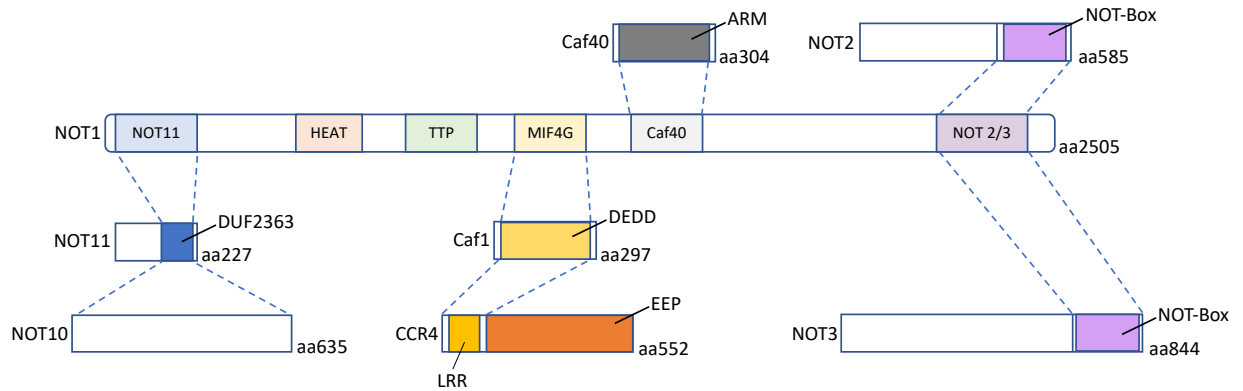 ARM
NOT-Box
Caf40
aa304
NOT2
aa585
NOT1
NOT11
HEAT
TTP
MIF4G
Caf40
NOT 2/3
aa2505
DUF2363
NOT11
aa227
DEDD
Caf1
aa297
EEP
NOT-Box
NOT10
aa635
CCR4
aa552
NOT3
aa844
LRR